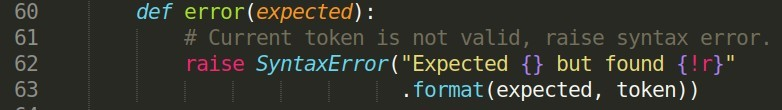 60 def error(expected):
61 # Current token is not valid, raise syntax error.
62 raise SyntaxError("Expected {} but found {!r}"
63 .format(expected, token))